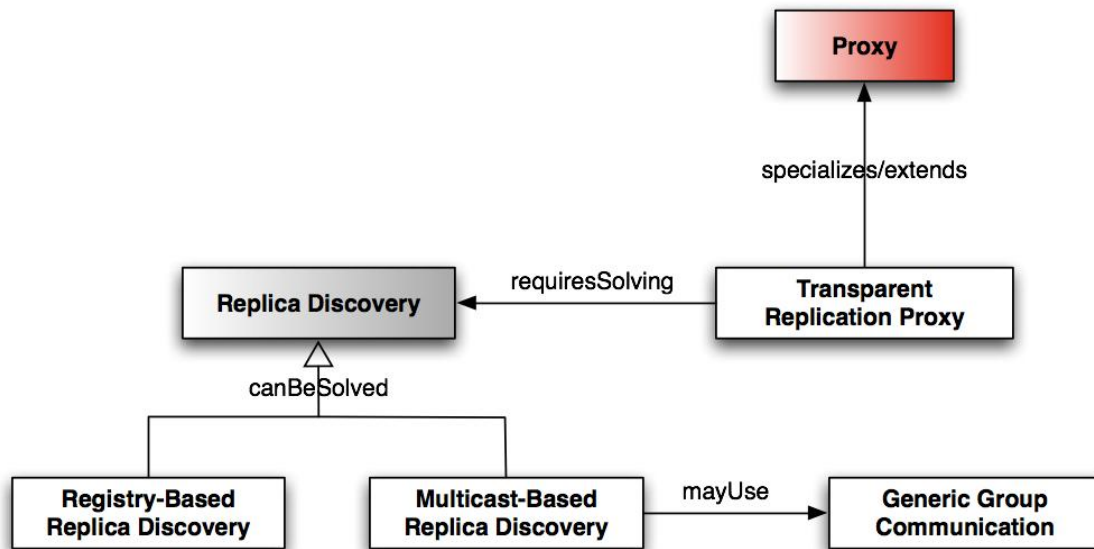 Proxy
specializes/extends
requiresSolving
Replica Discovery
Transparent
Replication Proxy
canBeSolved
Registry-Based
Replica Discovery
Multicast-Based
Replica Discovery
mayUse
Generic Group
Communication